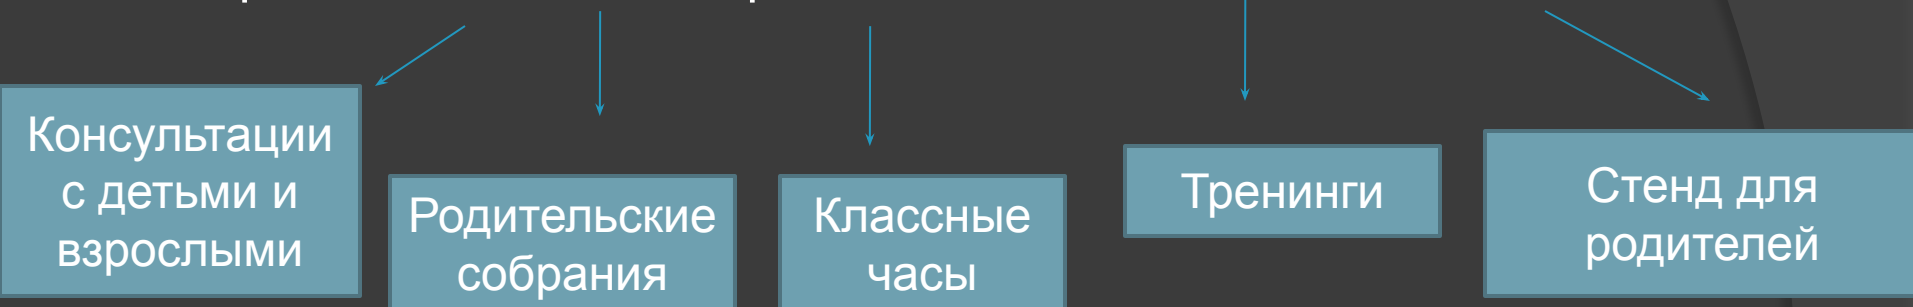 Консультации
с детьми и
взрослыми
Родительские
собрания
Классные
часы
Тренинги
Стенд для
родителей